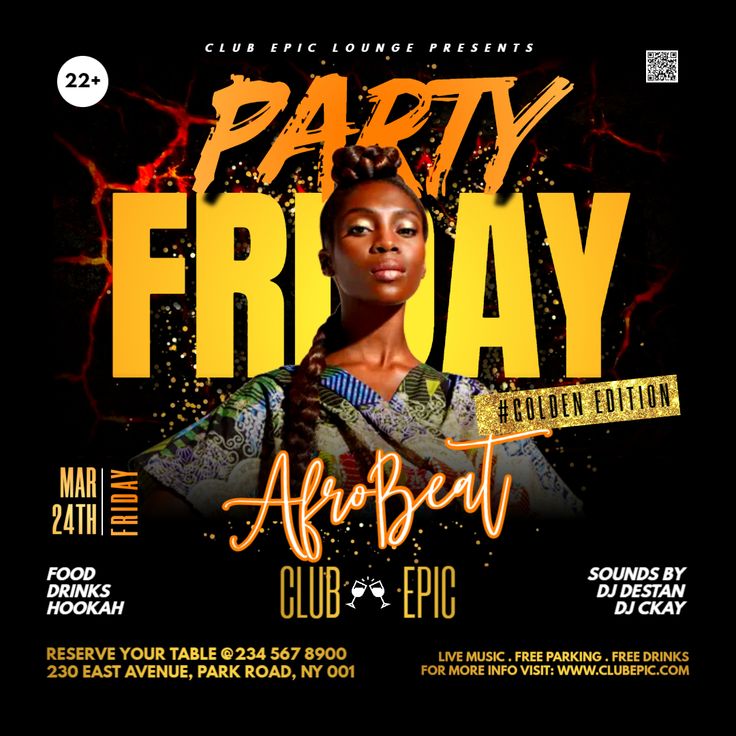 CLUB EPIC LOUNGE PRESENTS
22+
PARTY
FRIDAY
#GOLDEN EDITION
AfroBeat
MAR
24TH
FRIDAY
CLUB EPIC
FOOD
DRINKS
HOOKAH
SOUNDS BY
DJ DESTAN
DJ CKAY
RESERVE YOUR TABLE @234 567 8900
230 EAST AVENUE, PARK ROAD, NY 001
LIVE MUSIC . FREE PARKING . FREE DRINKS
FOR MORE INFO VISIT: WWW.CLUBEPIC.COM